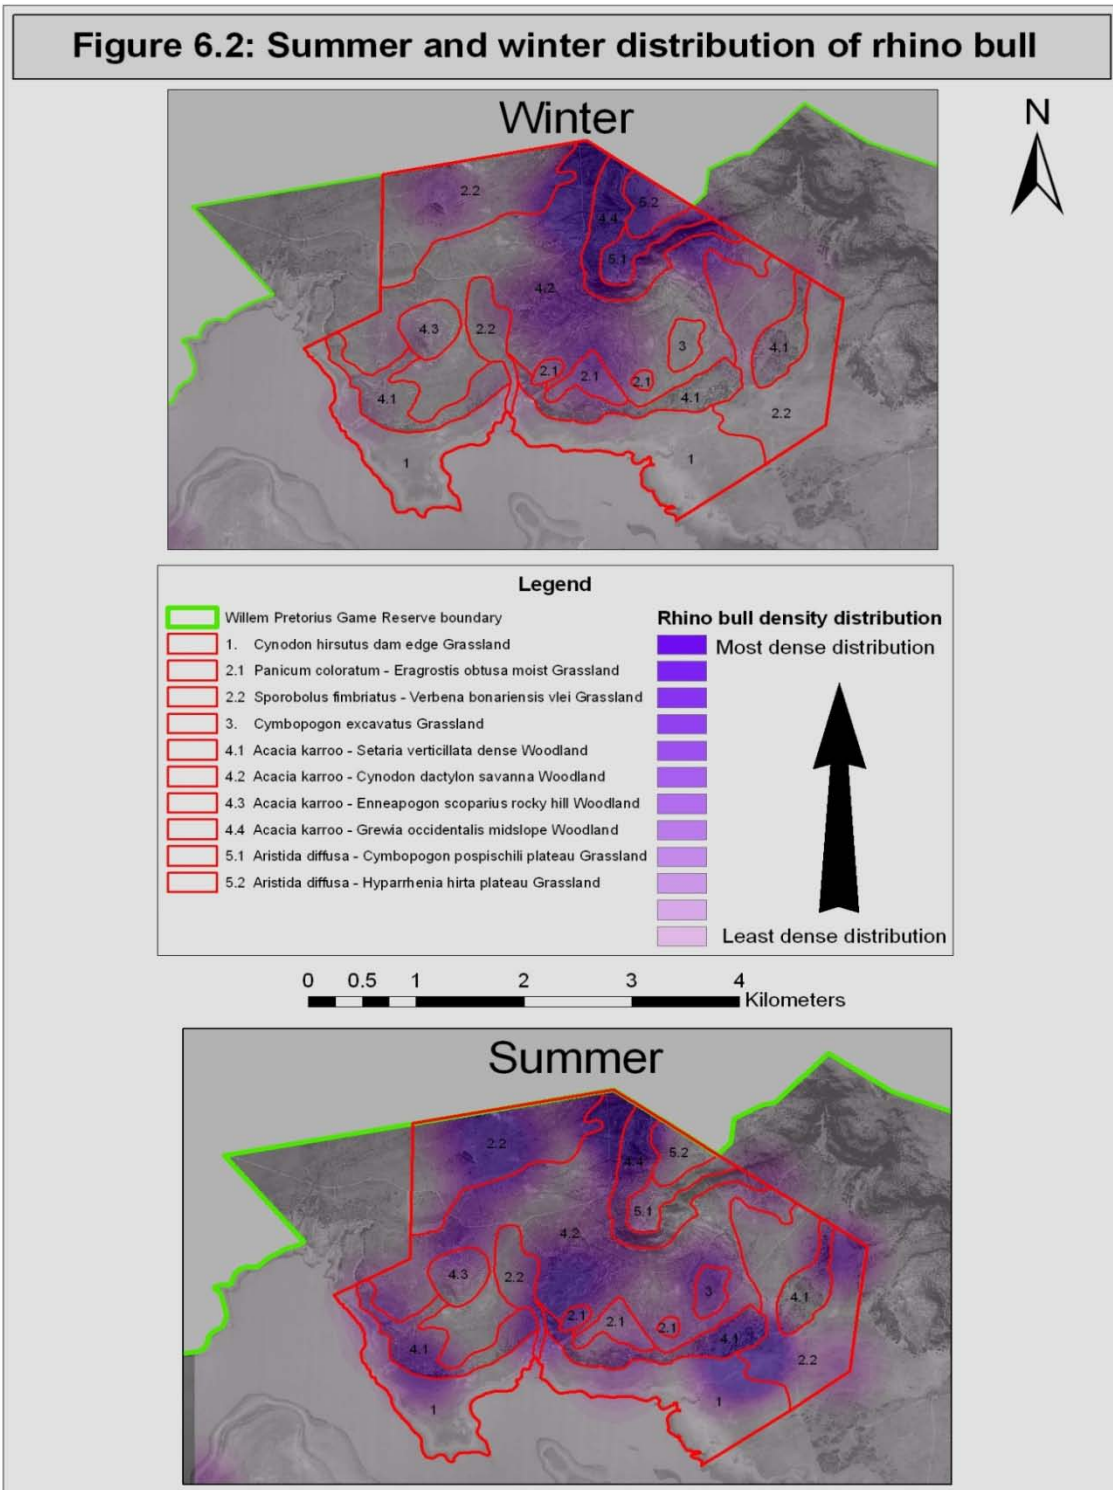 Figure 6.2: Summer and winter distribution of rhino bull
N
Winter
2.2
5.2
4.4
5.1
4.2
4.3
2.2
3
4.1
2.1
2.1
2.1
4.1
4.1
2.2
1
1
Legend
Willem Pretorius Game Reserve boundary
1. Cynodon hirsutus dam edge Grassland
2.1 Panicum coloratum - Eragrostis obtusa moist Grassland
2.2 Sporobolus fimbriatus - Verbena bonariensis vlei Grassland
3. Cymbopogon excavatus Grassland
4.1 Acacia karroo - Setaria verticillata dense Woodland
4.2 Acacia karroo - Cynodon dactylon savanna Woodland
4.3 Acacia karroo - Enneapogon scoparius rocky hill Woodland
4.4 Acacia karroo - Grewia occidentalis midslope Woodland
5.1 Aristida diffusa - Cymbopogon pospischili plateau Grassland
5.2 Aristida diffusa - Hyparrhenia hirta plateau Grassland
Rhino bull density distribution
Most dense distribution
Least dense distribution
0 0.5 1 2 3 4
Kilometers
Summer
2.2
4.4
5.2
5.1
4.2
4.3
2.2
3
4.1
2.1
2.1
2.1
4.1
4.1
2.2
1
1